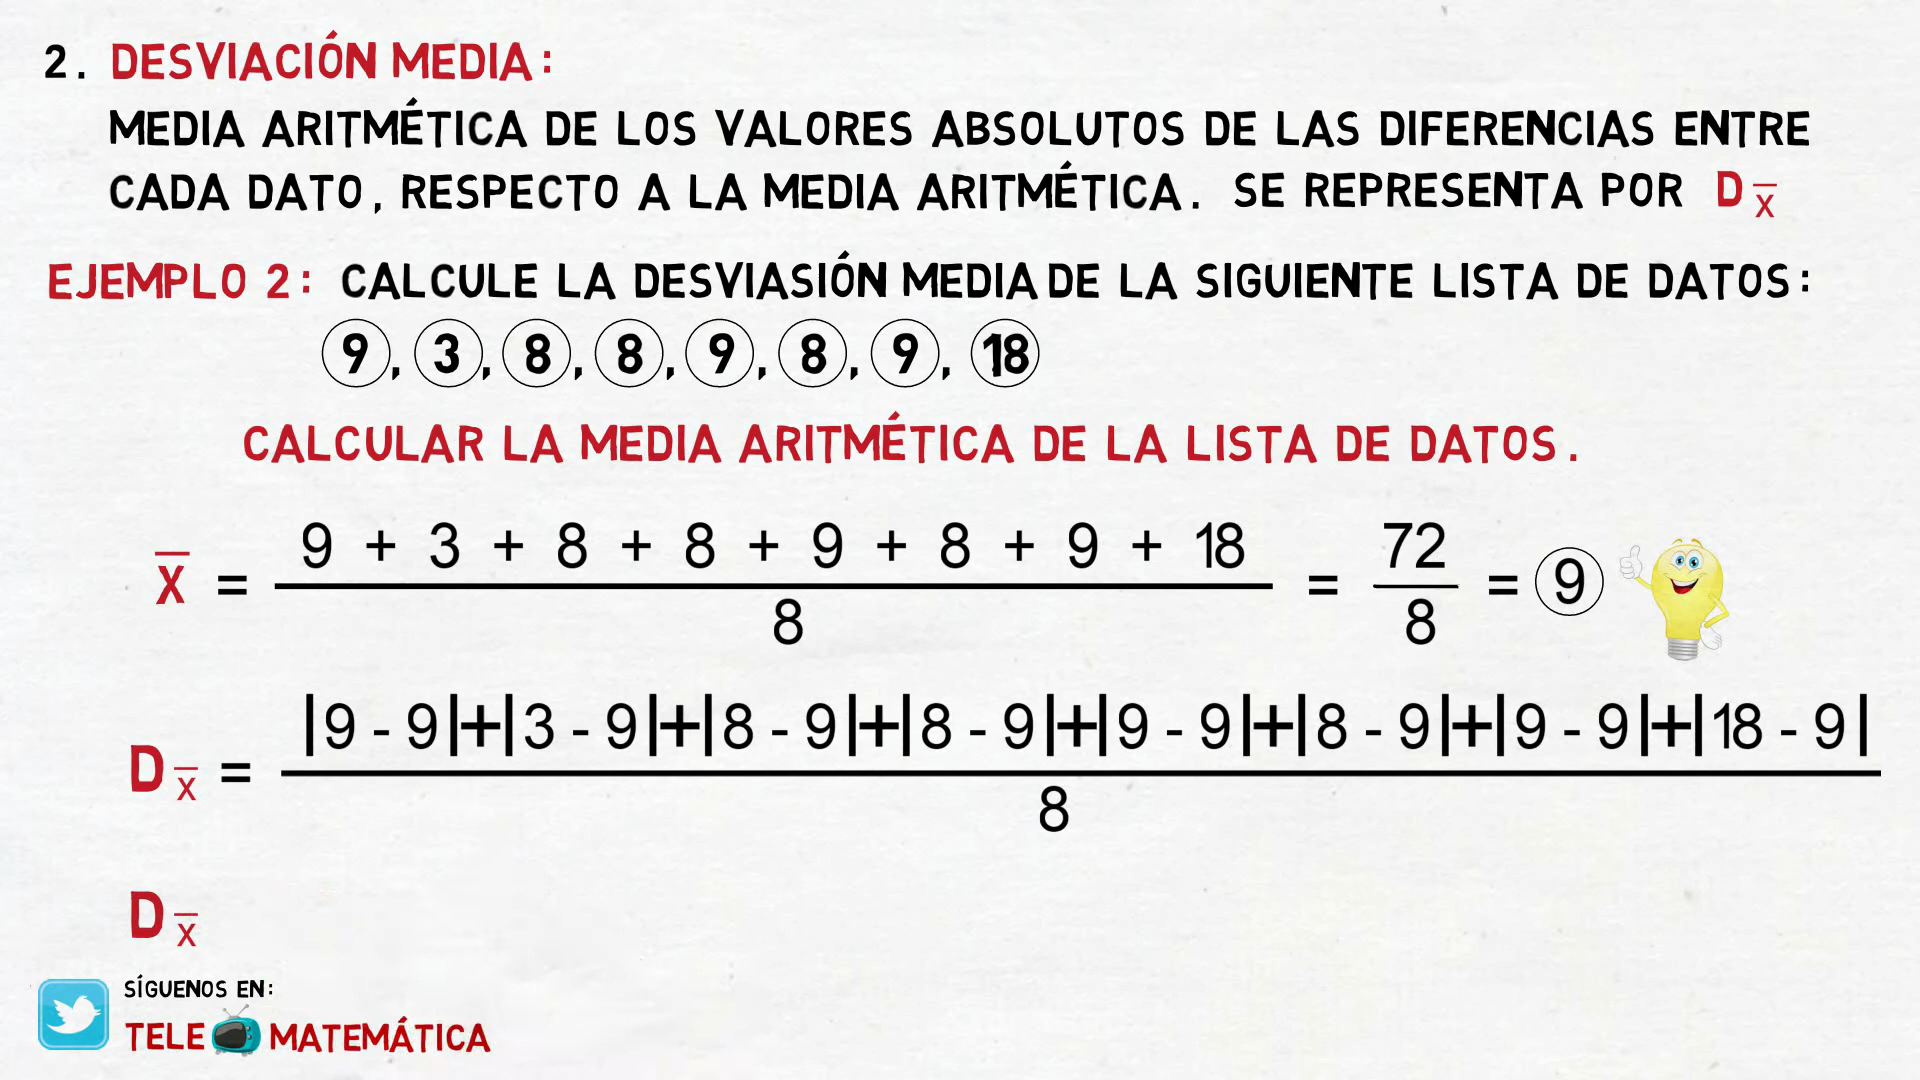 2. DESVIACIÓN MEDIA:
MEDIA ARITMÉTICA DE LOS VALORES ABSOLUTOS DE LAS DIFERENCIAS ENTRE
CADA DATO, RESPECTO A LA MEDIA ARITMÉTICA. SE REPRESENTA POR D x̅
EJEMPLO 2: CALCULE LA DESVIASIÓN MEDIA DE LA SIGUIENTE LISTA DE DATOS:
9, 3, 8, 8, 9, 8, 9, 18
CALCULAR LA MEDIA ARITMÉTICA DE LA LISTA DE DATOS.
9 + 3 + 8 + 8 + 9 + 8 + 9 + 18 72
x̅ = = = 9
8 8
|9 - 9|+|3 - 9|+|8 - 9|+|8 - 9|+|9 - 9|+|8 - 9|+|9 - 9|+|18 - 9|
D x̅ =
8
D x̅
SÍGUENOS EN:
TELE MATEMÁTICA